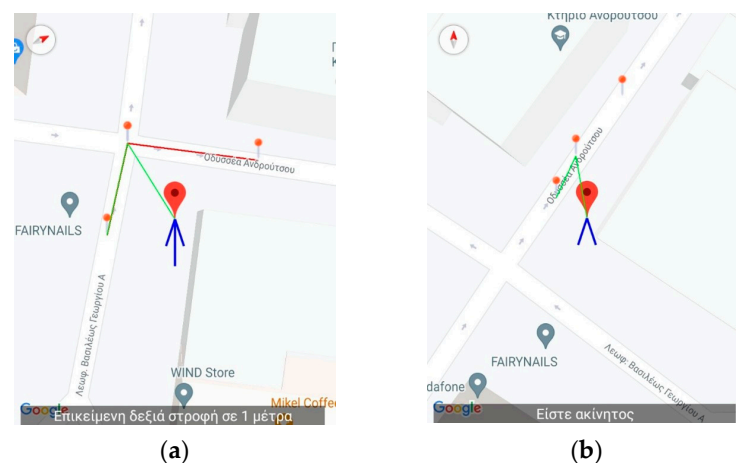 Κτήριο Ανδρούτσου
Οδυσσέα Ανδρούτσου
FAIRYNAILS
Λεωφ. Βασιλέως Γεωργίου Α
WIND Store
Mikel Coffee
Google
Επικείμενη δεξιά στροφή σε 1 μέτρα
Οδυσσέα Ανδρούτσου
FAIRYNAILS
Λεωφ. Βασιλέως Γεωργίου Α
dafone
Google
Είστε ακίνητος
(a)
(b)